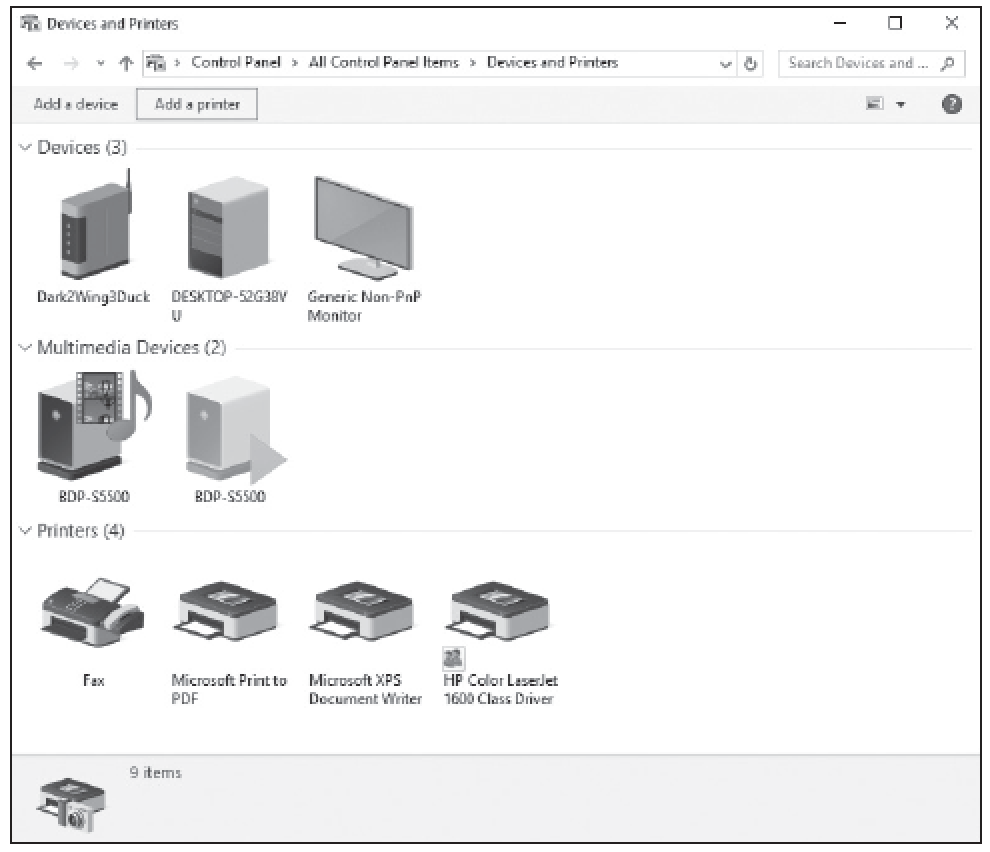 Devices and Printers
Control Panel > All Control Panel Items > Devices and Printers
Search Devices and ...
Add a device
Add a printer
?
Devices (3)
Dark2Wing3Duck
DESKTOP-52G38V
U
Generic Non-PnP
Monitor
Multimedia Devices (2)
BDP-S5500
BDP-S5500
Printers (4)
Fax
Microsoft Print to
PDF
Microsoft XPS
Document Writer
HP Color LaserJet
1600 Class Driver
9 items